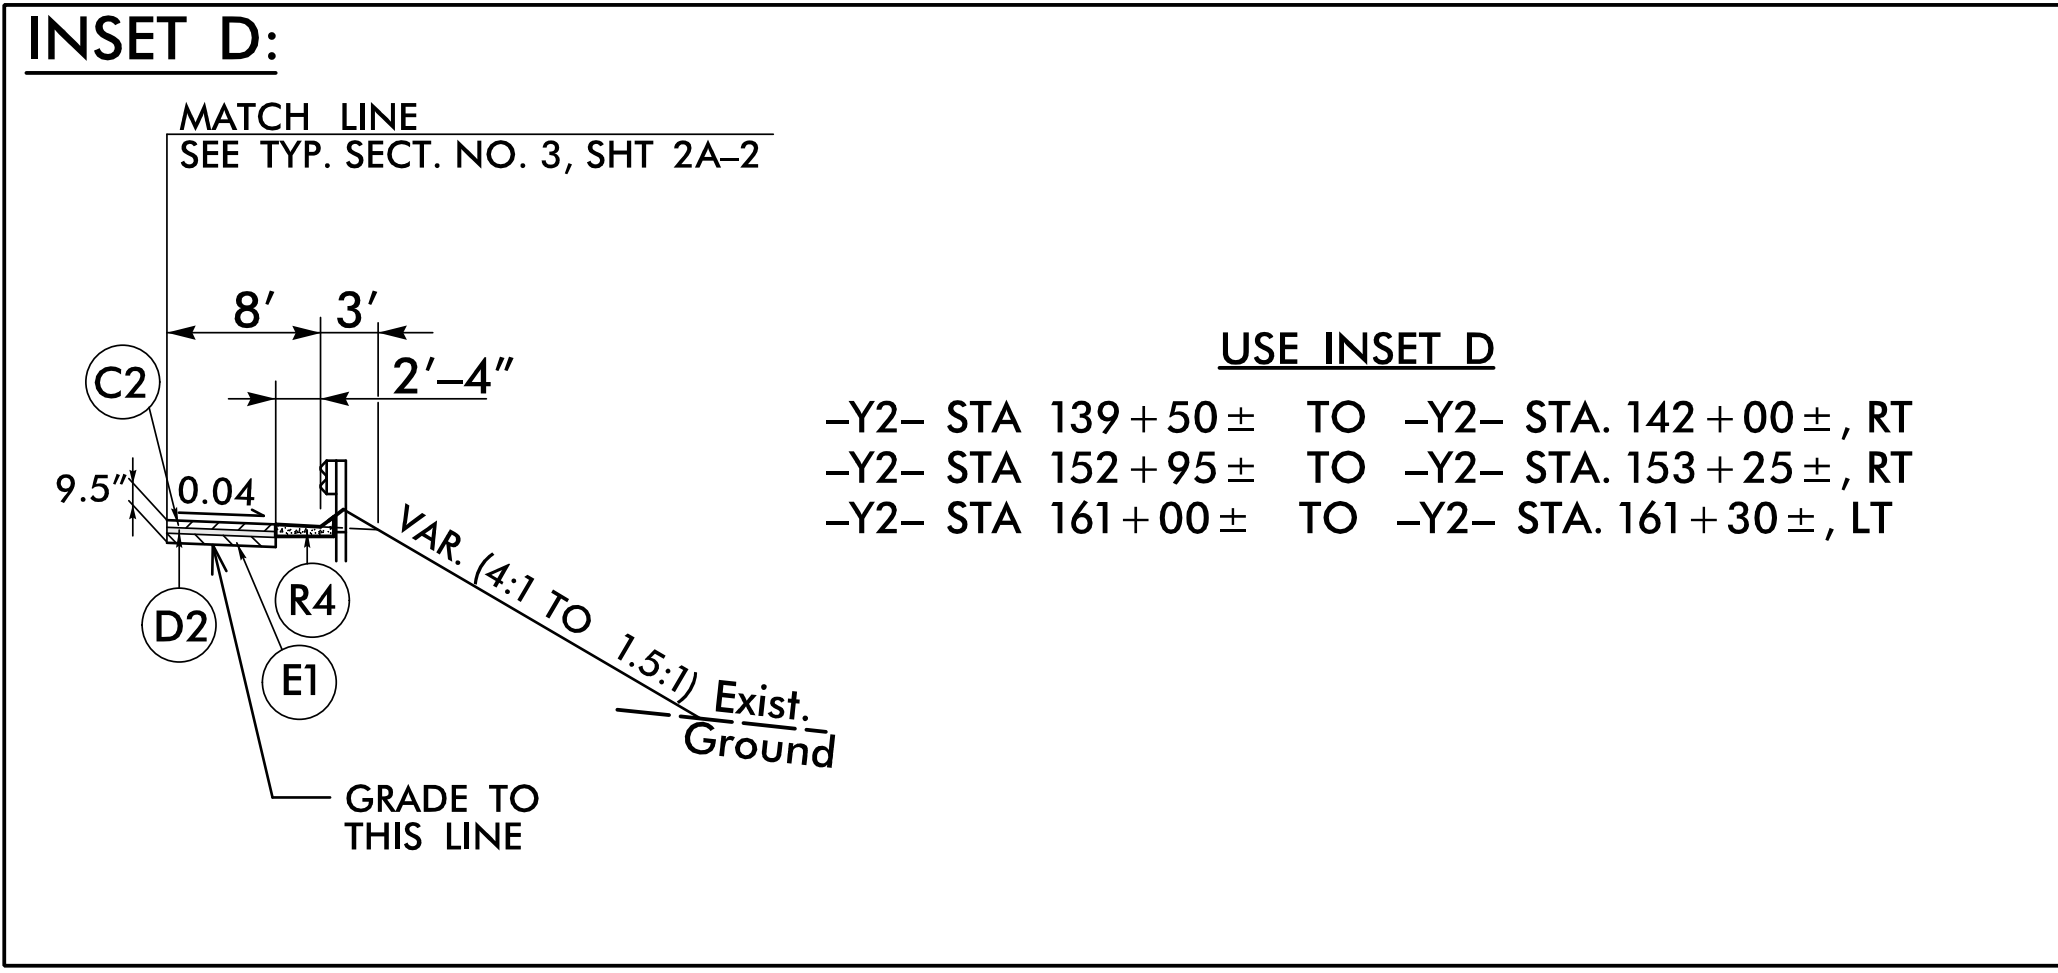 INSET D:
MATCH LINE
SEE TYP. SECT. NO. 3, SHT 2A–2
8' 3'
2'–4"
C2
9.5" 0.04
D2
E1
R4
VAR. (4:1 TO 1.5:1)
Exist.
Ground
GRADE TO
THIS LINE
USE INSET D
–Y2– STA 139+50± TO –Y2– STA. 142+00±, RT
–Y2– STA 152+95± TO –Y2– STA. 153+25±, RT
–Y2– STA 161+00± TO –Y2– STA. 161+30±, LT